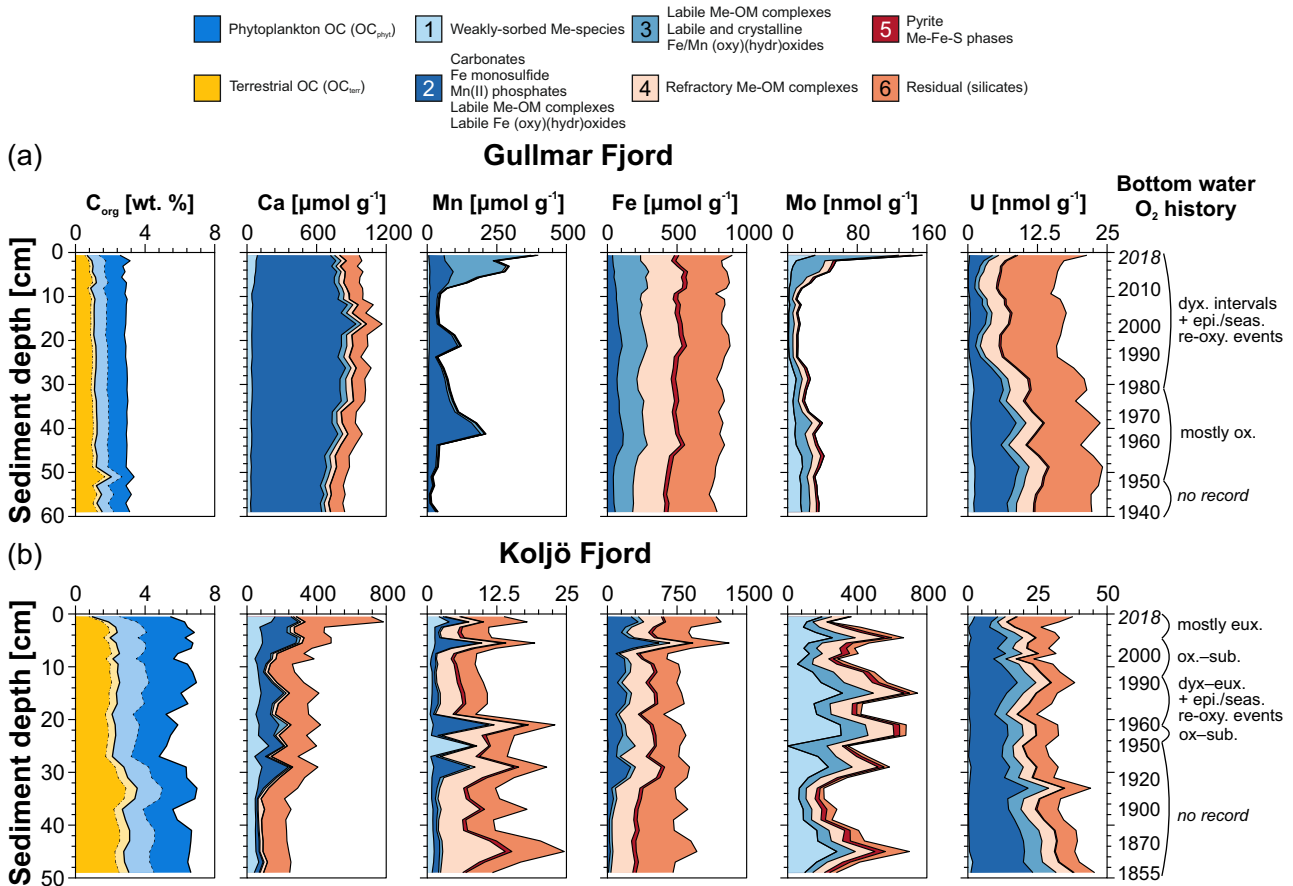 Phytoplankton OC (OCphyt)
1 Weakly-sorbed Me-species
3 Labile Me-OM complexes
Labile and crystalline
Fe/Mn (oxy)(hydr)oxides
5 Pyrite
Me-Fe-S phases
Terrestrial OC (OCterr)
2 Carbonates
Fe monosulfide
Mn(II) phosphates
Labile Me-OM complexes
Labile Fe (oxy)(hydr)oxides
4 Refractory Me-OM complexes
6 Residual (silicates)
(a) Gullmar Fjord
Corg [wt. %] Ca [µmol g-1] Mn [µmol g-1] Fe [µmol g-1] Mo [nmol g-1] U [nmol g-1]
Bottom water
O2 history
0 4 8 0 400 800 1200 0 250 500 0 500 1000 0 80 160 0 12.5 25
Sediment depth [cm]
0
10
20
30
40
50
60
2018
2010
2000
1990
1980
1970
1960
1950
1940
dyx. intervals
+ epi./seas.
re-oxy. events
mostly ox.
no record
(b) Koljö Fjord
0 4 8 0 400 800 0 12.5 25 0 750 1500 0 400 800 0 25 50
Sediment depth [cm]
0
10
20
30
40
50
2018
2000
1990
1960
1950
1920
1900
1870
1855
mostly eux.
ox.–sub.
dyx–eux.
+ epi./seas.
re-oxy. events
ox–sub.
no record